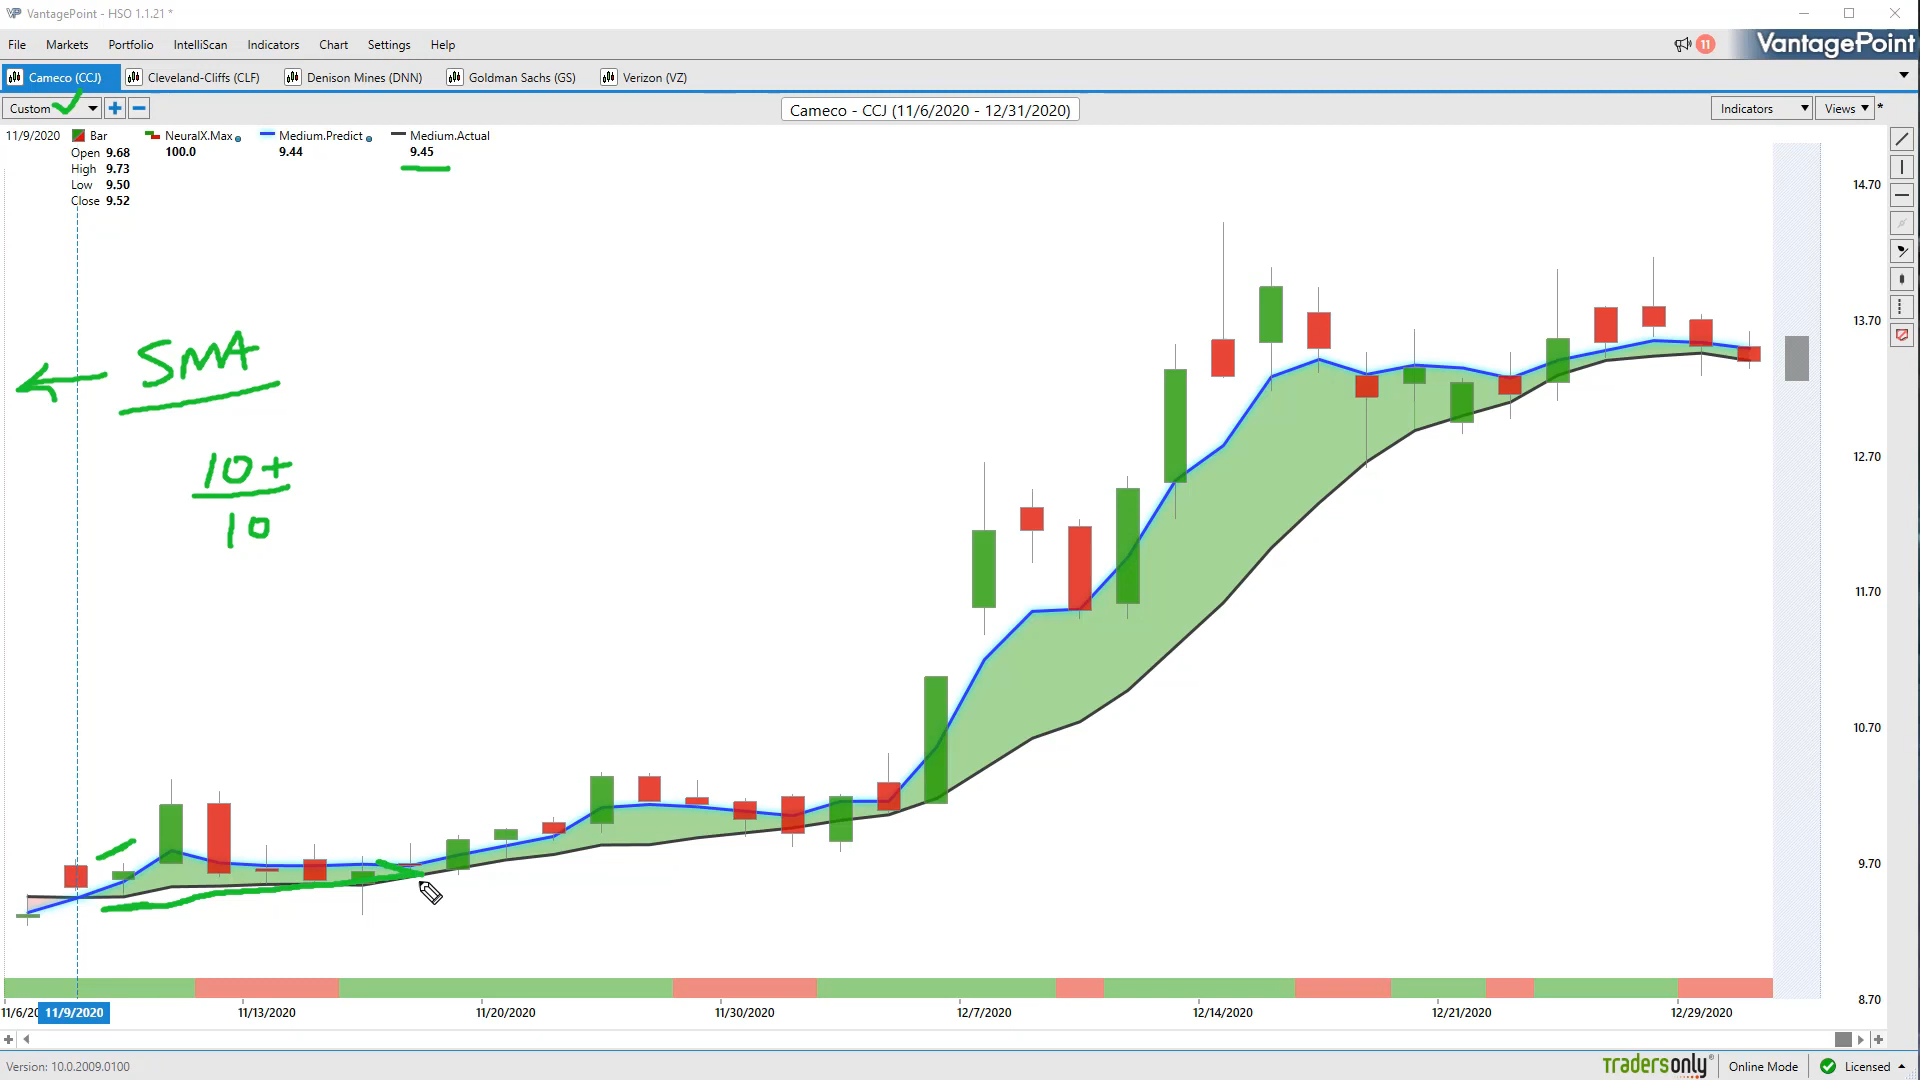 VantagePoint - HSO 1.1.21 *
File Markets Portfolio IntelliScan Indicators Chart Settings Help
11 VantagePoint
Cameco (CCJ) Cleveland-Cliffs (CLF) Denison Mines (DNN) Goldman Sachs (GS) Verizon (VZ)
Custom Cameco - CCJ (11/6/2020 - 12/31/2020) Indicators Views *
11/9/2020 Bar NeuralX.Max Medium.Predict Medium.Actual
Open 9.68 100.0 9.44 9.45
High 9.73
Low 9.50
Close 9.52
14.70
13.70
SMA
12.70
10+
10
11.70
10.70
9.70
8.70
11/6/20 11/9/2020 11/13/2020 11/20/2020 11/30/2020 12/7/2020 12/14/2020 12/21/2020 12/29/2020
Version: 10.0.2009.0100 tradersonly Online Mode Licensed